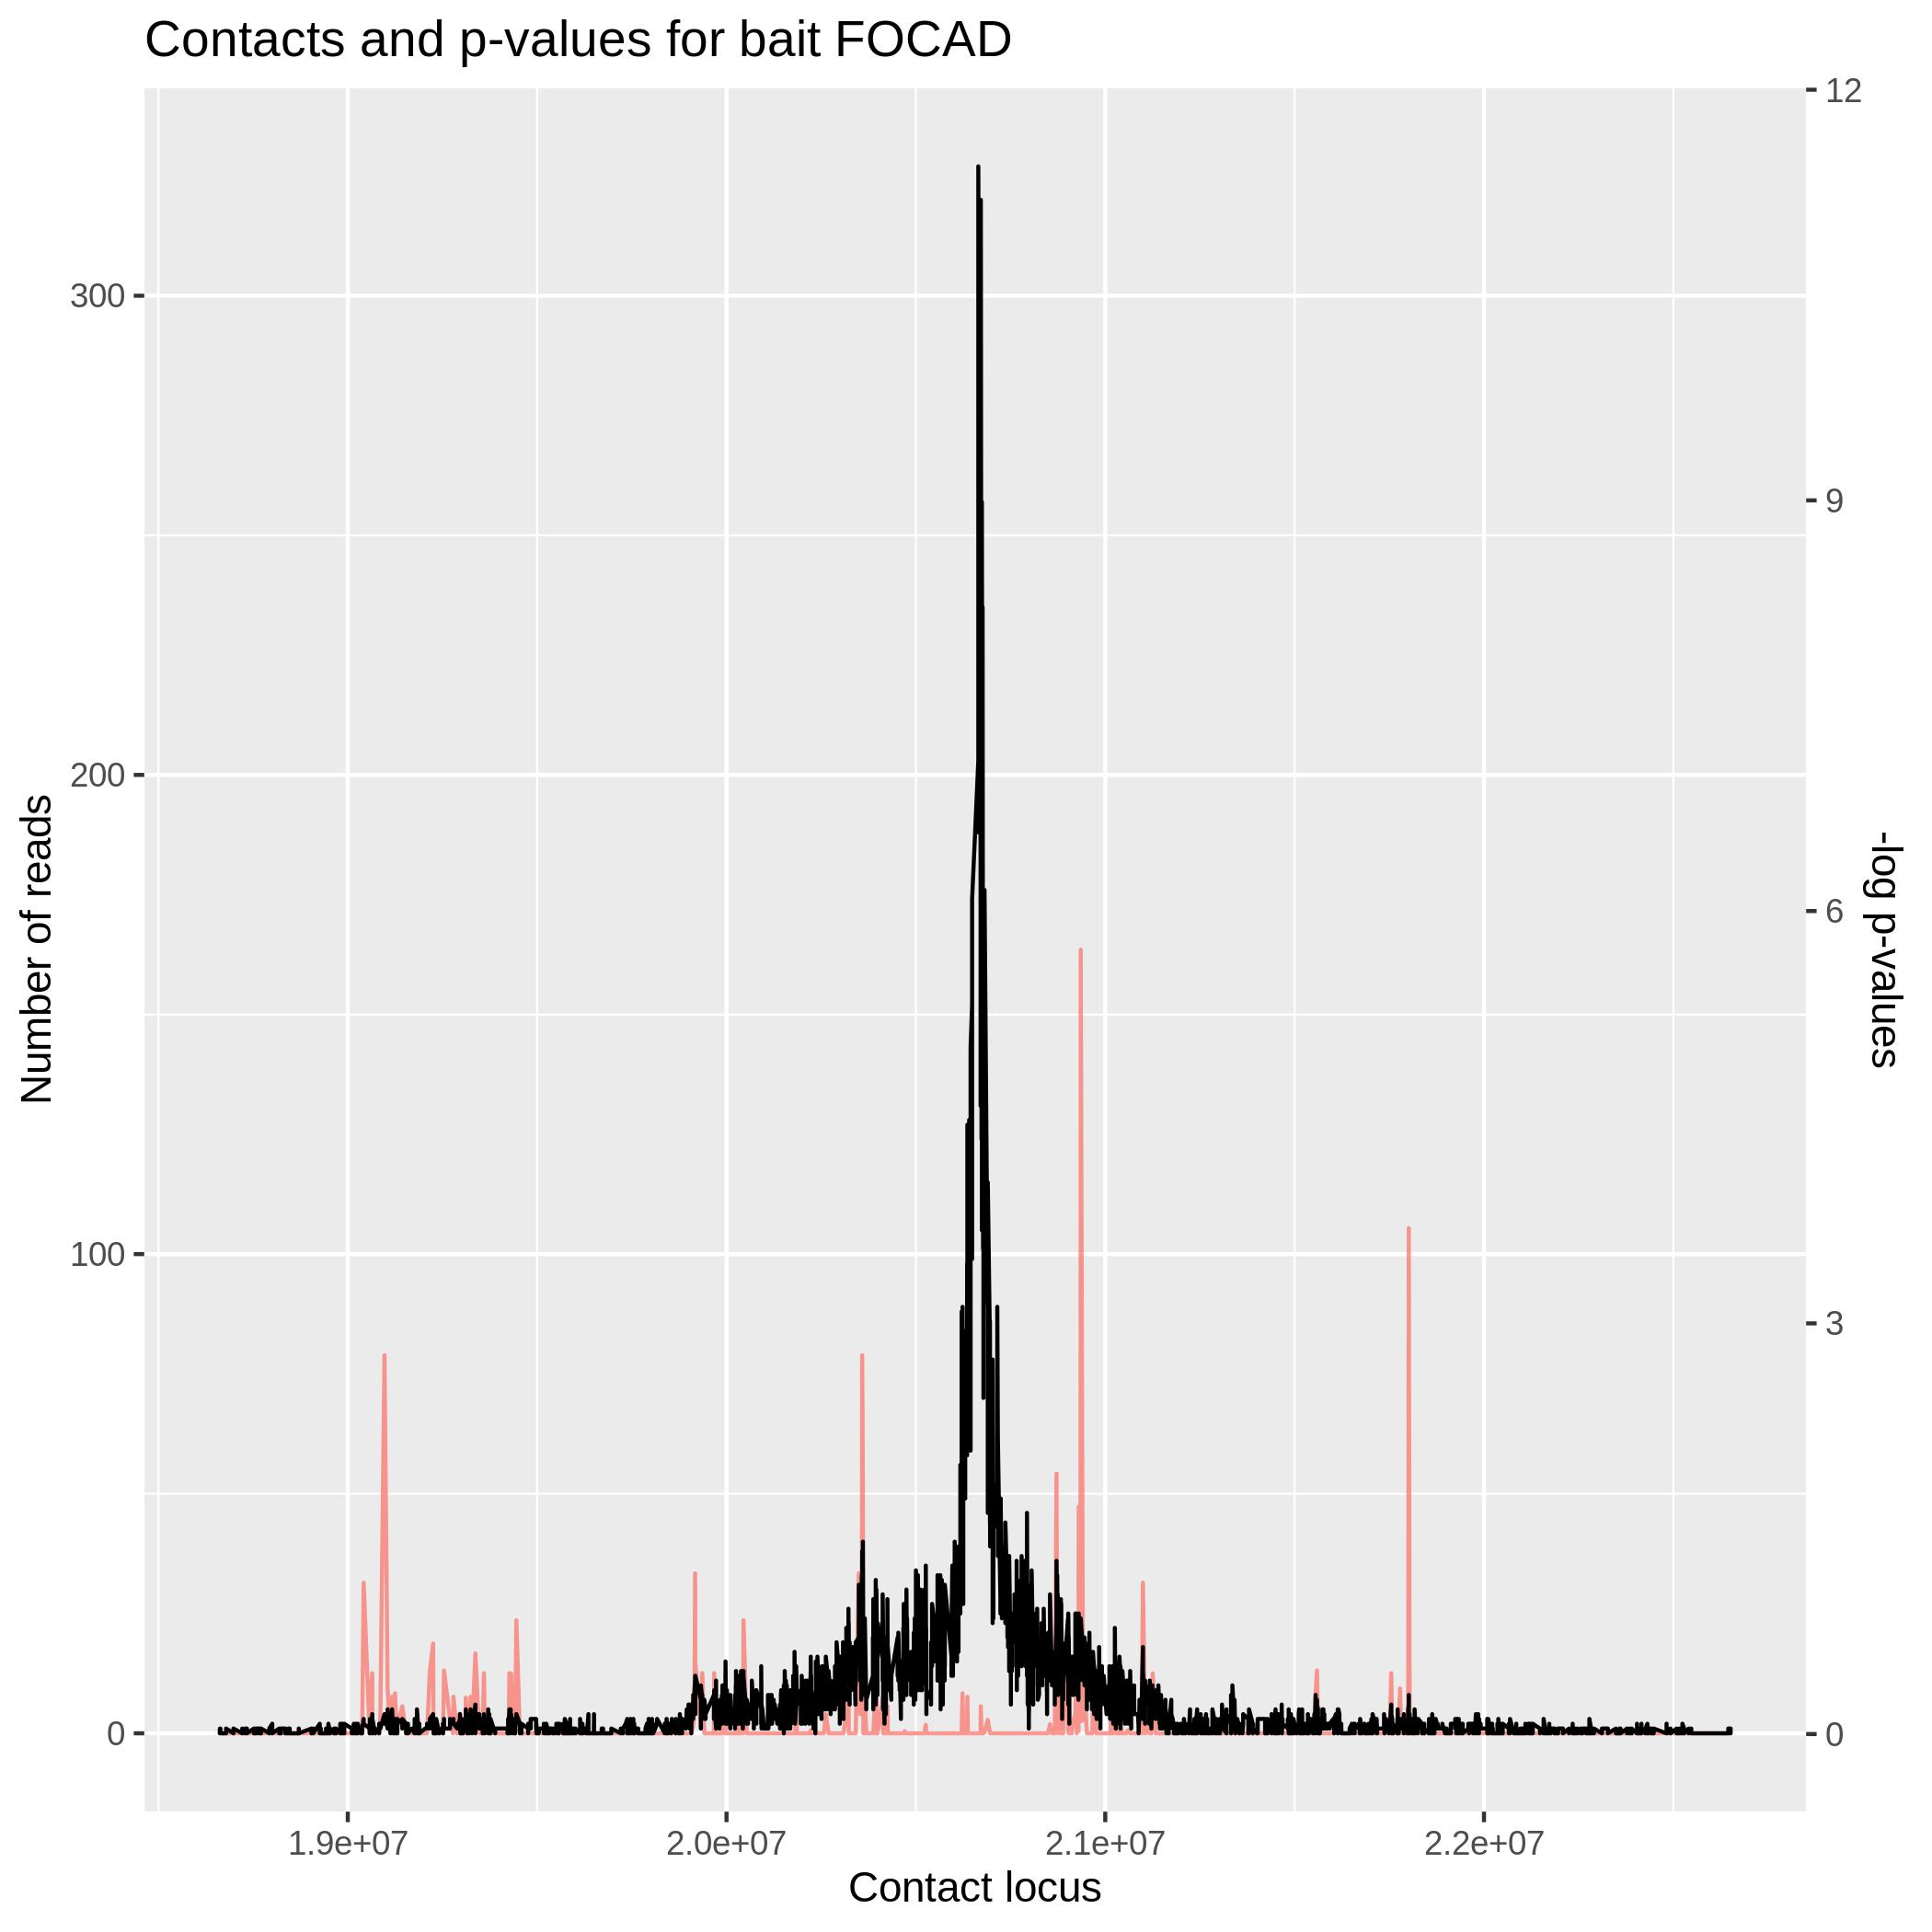 Contacts and p-values for bait FOCAD
12
9
6
3
0
300
200
100
0
Number of reads
-log p-values
1.9e+07
2.0e+07
2.1e+07
2.2e+07
Contact locus